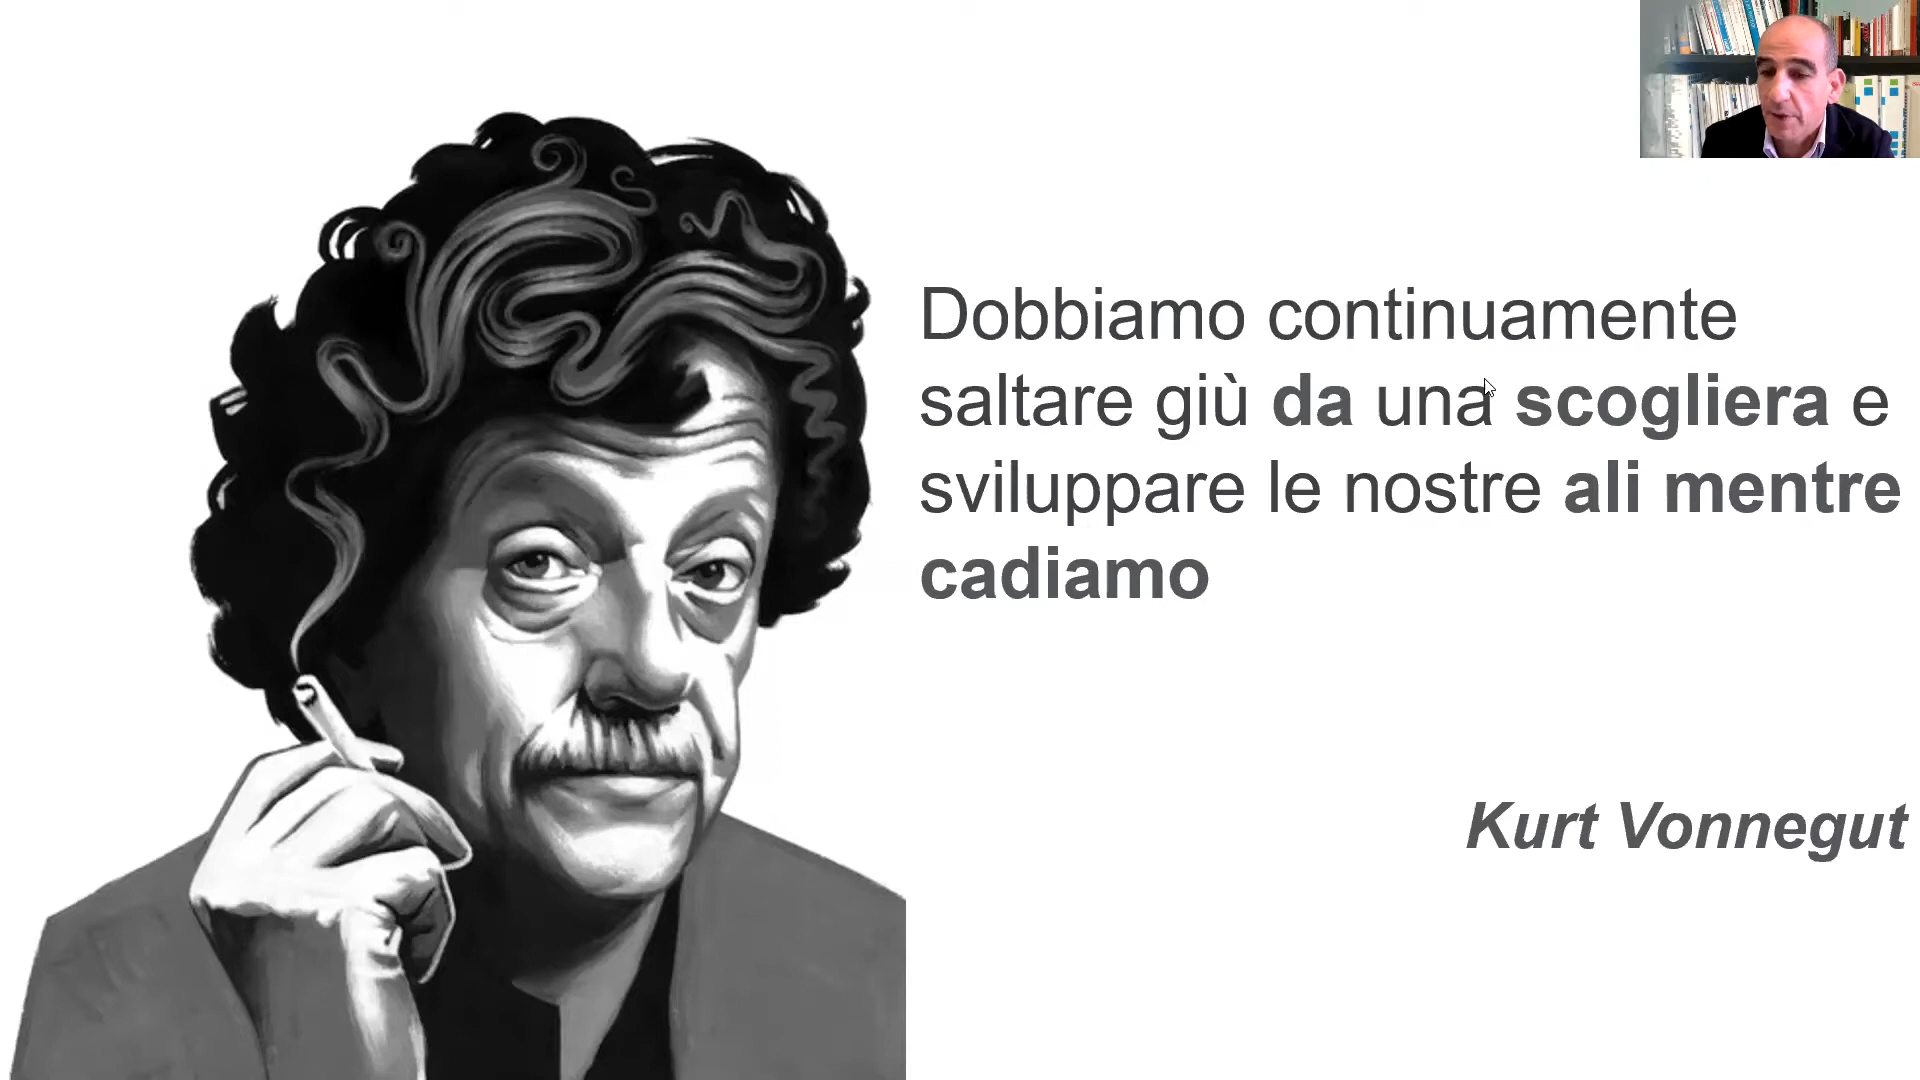 Dobbiamo continuamente
saltare giù da una scogliera e
sviluppare le nostre ali mentre
cadiamo
Kurt Vonnegut